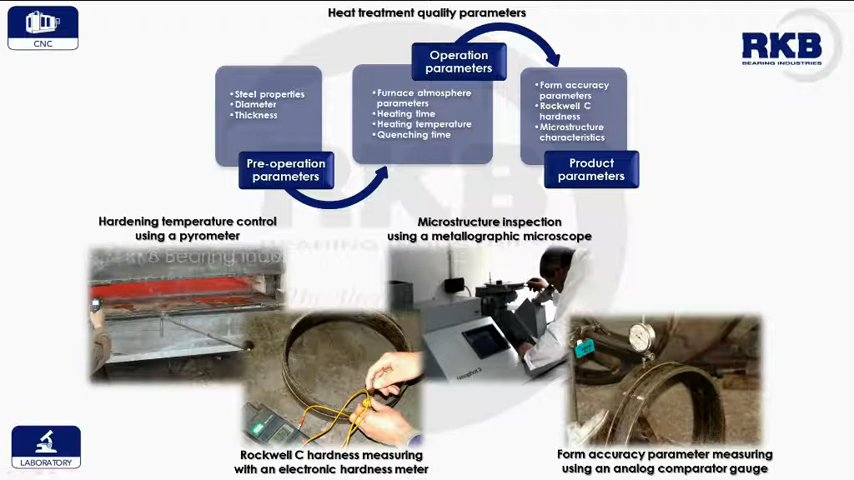 Heat treatment quality parameters
CNC
RKB
BEARING INDUSTRIES
• Steel properties
• Diameter
• Thickness
Pre-operation
parameters
Operation
parameters
• Furnace atmosphere
parameters
• Heating time
• Heating temperature
• Quenching time
• Form accuracy
parameters
• Rockwell C
hardness
• Microstructure
characteristics
Product
parameters
Hardening temperature control
using a pyrometer
Microstructure inspection
using a metallographic microscope
RKB
Rockwell C hardness measuring
with an electronic hardness meter
Form accuracy parameter measuring
using an analog comparator gauge
LABORATORY